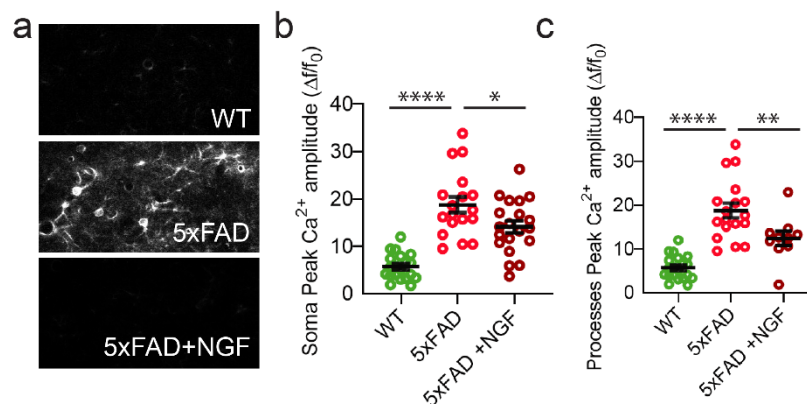 a
WT
5xFAD
5xFAD+NGF
b
Soma Peak Ca2+ amplitude (Δf/f0)
40
30
20
10
0
****
*
WT
5xFAD
5xFAD +NGF
c
Processes Peak Ca2+ amplitude (Δf/f0)
40
30
20
10
0
****
**
WT
5xFAD
5xFAD +NGF